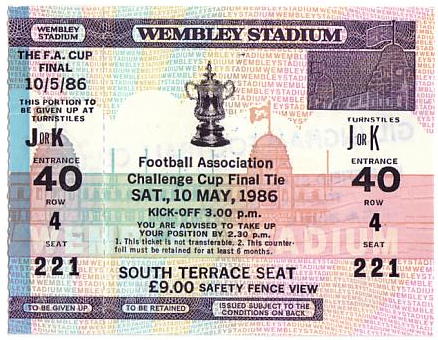 WEMBLEY
STADIUM
THE F.A. CUP
FINAL
10/5/86
THIS PORTION TO
BE GIVEN UP AT
TURNSTILES
J OR K
ENTRANCE
40
ROW
4
SEAT
221
TO BE GIVEN UP
WEMBLEY STADIUM
Football Association
Challenge Cup Final Tie
SAT., 10 MAY, 1986
KICK-OFF 3.00 p.m.
YOU ARE ADVISED TO TAKE UP
YOUR POSITION BY 2.30 p.m.
1. This ticket is not transferable. 2. This counter-
foil must be retained for at least 6 months.
WEMBLEY STADIUM
SOUTH TERRACE SEAT
£9.00 SAFETY FENCE VIEW
TO BE RETAINED
ISSUED SUBJECT TO THE
CONDITIONS ON BACK
TURNSTILES
J OR K
ENTRANCE
40
ROW
4
SEAT
221